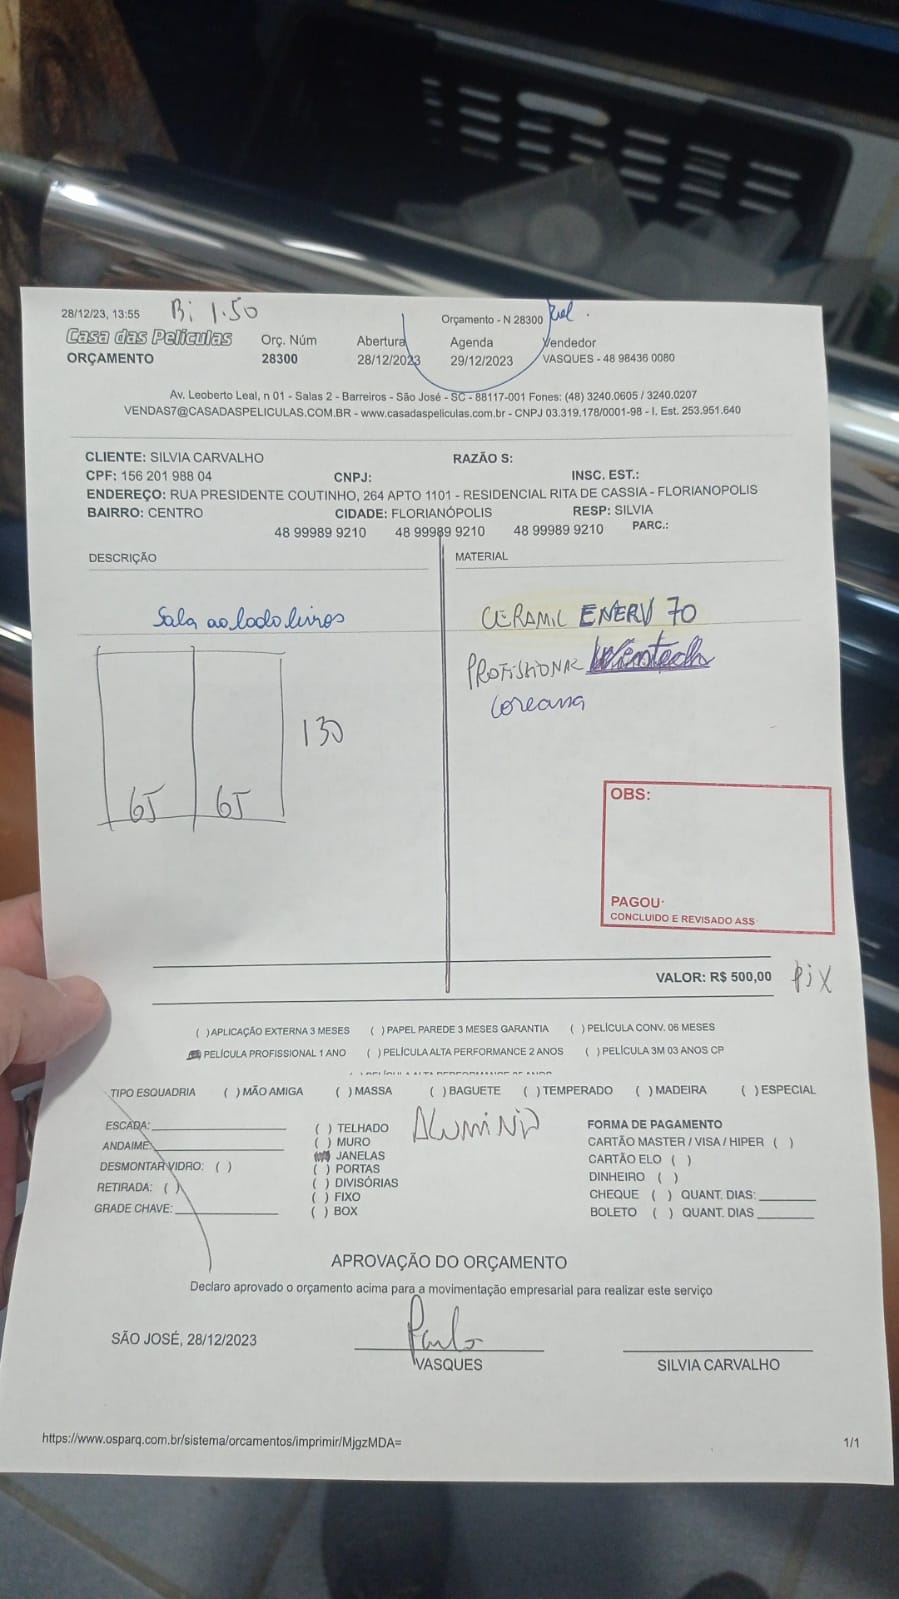 28/12/23, 13:55 Bi 1.50 Orçamento - N 28300
Casa das Películas Orç. Núm Abertura Agenda Vendedor
ORÇAMENTO 28300 28/12/2023 29/12/2023 VASQUES - 48 98436 0080
Av. Leoberto Leal, n 01 - Salas 2 - Barreiros - São José - SC - 88117-001 Fones: (48) 3240.0605 / 3240.0207
VENDAS7@CASADASPELICULAS.COM.BR - www.casadaspeliculas.com.br - CNPJ 03.319.178/0001-98 - I. Est. 253.951.640
CLIENTE: SILVIA CARVALHO RAZÃO S:
CPF: 156 201 988 04 CNPJ: INSC. EST.:
ENDEREÇO: RUA PRESIDENTE COUTINHO, 264 APTO 1101 - RESIDENCIAL RITA DE CASSIA - FLORIANOPOLIS
BAIRRO: CENTRO CIDADE: FLORIANÓPOLIS RESP: SILVIA
48 99989 9210 48 99989 9210 48 99989 9210 PARC.:
DESCRIÇÃO MATERIAL
Sala ao lado livros CERAMIC ENERV 70
PROFISSIONAL Wintech
Coreana
130
65 65
OBS:
PAGOU:
CONCLUIDO E REVISADO ASS
VALOR: R$ 500,00 PiX
( )APLICAÇÃO EXTERNA 3 MESES ( ) PAPEL PAREDE 3 MESES GARANTIA ( ) PELÍCULA CONV. 06 MESES
PELÍCULA PROFISSIONAL 1 ANO ( ) PELÍCULA ALTA PERFORMANCE 2 ANOS ( ) PELÍCULA 3M 03 ANOS CP
TIPO ESQUADRIA ( ) MÃO AMIGA ( ) MASSA ( ) BAGUETE ( ) TEMPERADO ( ) MADEIRA ( ) ESPECIAL
ALUMINIO
ESCADA: ( ) TELHADO FORMA DE PAGAMENTO
ANDAIME: ( ) MURO CARTÃO MASTER / VISA / HIPER ( )
JANELAS CARTÃO ELO ( )
DESMONTAR VIDRO: ( ) ( ) PORTAS DINHEIRO ( )
RETIRADA: ( ) ( ) DIVISÓRIAS CHEQUE ( ) QUANT. DIAS:
GRADE CHAVE: ( ) FIXO BOLETO ( ) QUANT. DIAS
( ) BOX
APROVAÇÃO DO ORÇAMENTO
Declaro aprovado o orçamento acima para a movimentação empresarial para realizar este serviço
Paulo
SÃO JOSÉ, 28/12/2023
VASQUES SILVIA CARVALHO
https://www.osparq.com.br/sistema/orcamentos/imprimir/MjgzMDA= 1/1